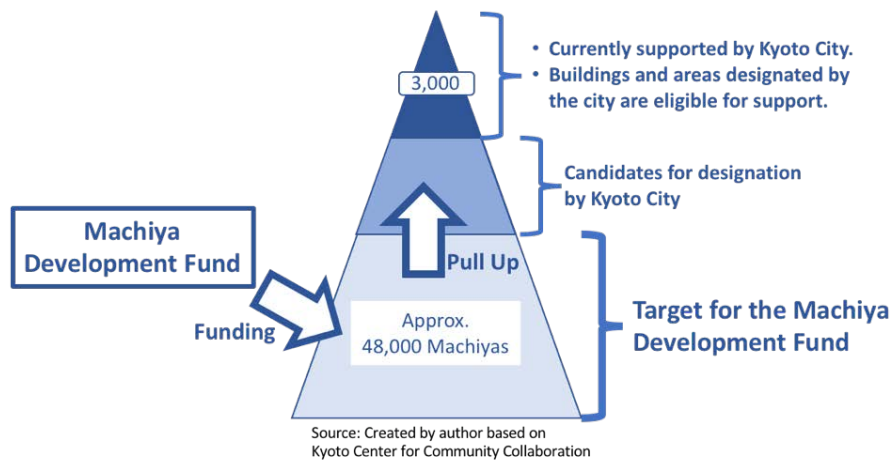 3,000
• Currently supported by Kyoto City.
• Buildings and areas designated by
the city are eligible for support.
Candidates for designation
by Kyoto City
Machiya
Development Fund
Funding
Pull Up
Approx.
48,000 Machiyas
Target for the Machiya
Development Fund
Source: Created by author based on
Kyoto Center for Community Collaboration